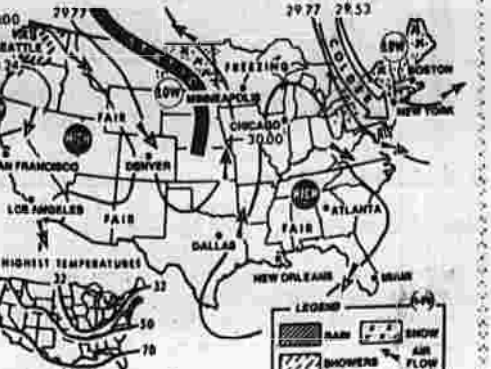 29.77
29.77 29.53
SEATTLE
FREEZING
COLDER
LOW
BOSTON
LOW
MINNEAPOLIS
NEW YORK
FAIR
CHICAGO
30.00
SAN FRANCISCO
DENVER
LOS ANGELES
FAIR
ATLANTA
FAIR
DALLAS
HIGHEST TEMPERATURES
NEW ORLEANS
MIAMI
32
32
50
70
LEGEND
RAIN
SNOW
SHOWERS
AIR
FLOW